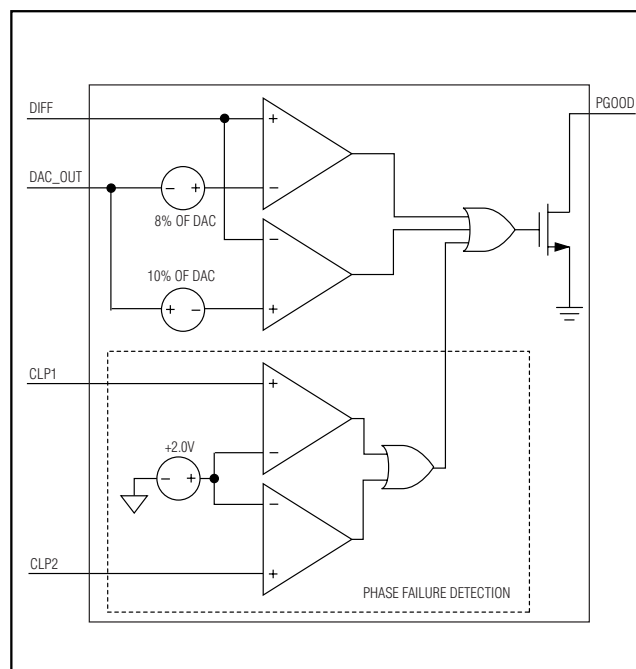 DIFF
PGOOD
+
DAC_OUT
- +
-
8% OF DAC
-
10% OF DAC
+ -
+
CLP1
+
+2.0V
-
- +
-
CLP2
+
PHASE FAILURE DETECTION